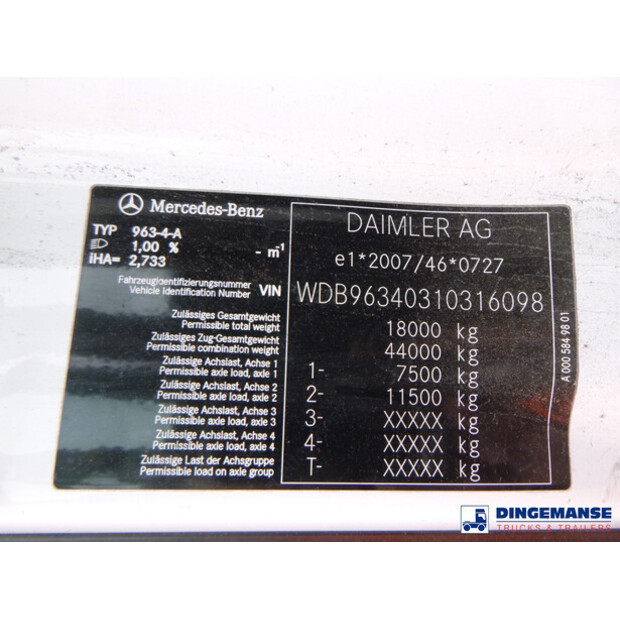 Mercedes-Benz
TYP 963-4-A
1,00 % - m⁻¹
iHA= 2,733
Fahrzeugidentifizierungsnummer
Vehicle Identification Number VIN
Zulässiges Gesamtgewicht
Permissible total weight
Zulässiges Zug-Gesamtgewicht
Permissible combination weight
Zulässige Achslast, Achse 1
Permissible axle load, axle 1
Zulässige Achslast, Achse 2
Permissible axle load, axle 2
Zulässige Achslast, Achse 3
Permissible axle load, axle 3
Zulässige Achslast, Achse 4
Permissible axle load, axle 4
Zulässige Last der Achsgruppe
Permissible load on axle group
DAIMLER AG
e1*2007/46*0727
WDB96340310316098
18000 kg
44000 kg
1- 7500 kg
2- 11500 kg
3- XXXXX kg
4- XXXXX kg
T- XXXXX kg
A 000 584 98 01
DINGEMANSE
TRUCKS & TRAILERS